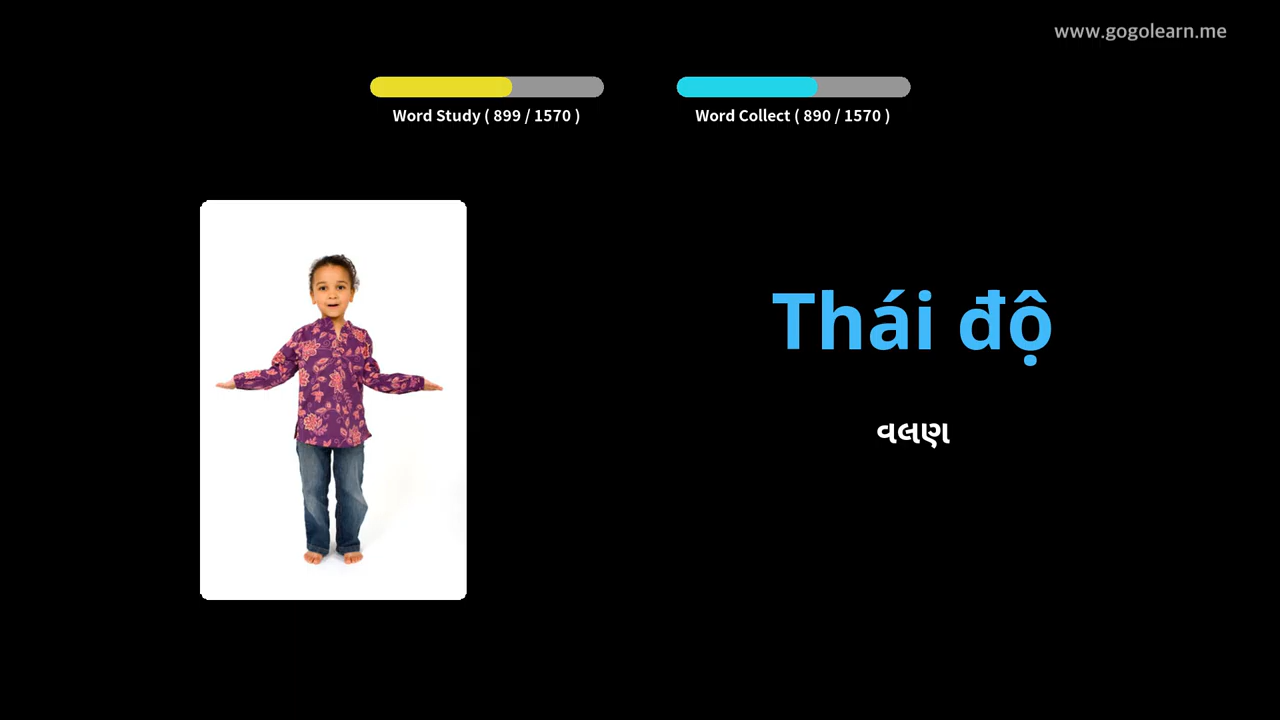 www.gogolearn.me
Word Study ( 899 / 1570 )
Word Collect ( 890 / 1570 )
Thái độ
વલણ